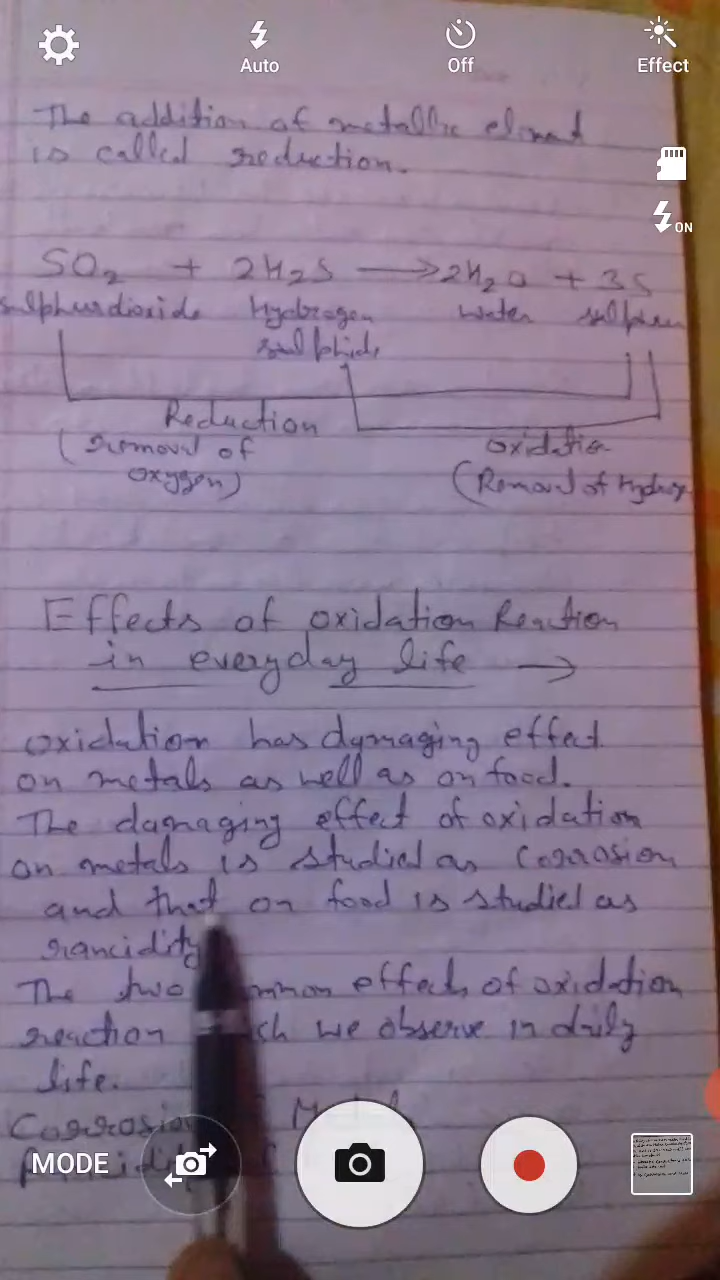 Auto
Off
Effect
ON
The addition of metallic elimant
is called reduction.
SO₂ + 2H₂S → 2H₂O + 3S
sulphurdioxide Hydrogen water
sulphide
Reduction
(removal of
oxygen)
oxidation
(Removal of Hydroge
Effects of oxidation Reaction
in everyday life →
oxidation has damaging effect
on metals as well as on food.
The damaging effect of oxidation
on metals is studied as Corrosion
and that on food is studied as
rancidity
The two effects of oxidation
reaction we observe in daily
life.
MODE